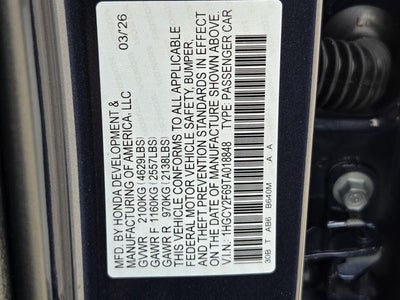 MFD. BY HONDA DEVELOPMENT & 03/26
MANUFACTURING OF AMERICA, LLC
GVWR 2100KG (4629LBS)
GAWR F 1160KG (2557LBS)
GAWR R 970KG (2138LBS)
THIS VEHICLE CONFORMS TO ALL APPLICABLE
FEDERAL MOTOR VEHICLE SAFETY, BUMPER,
AND THEFT PREVENTION STANDARDS IN EFFECT
ON THE DATE OF MANUFACTURE SHOWN ABOVE.
V.I.N.: 1HGCY2F69TA018848 TYPE: PASSENGER CAR
30B T AB6 B640M A A